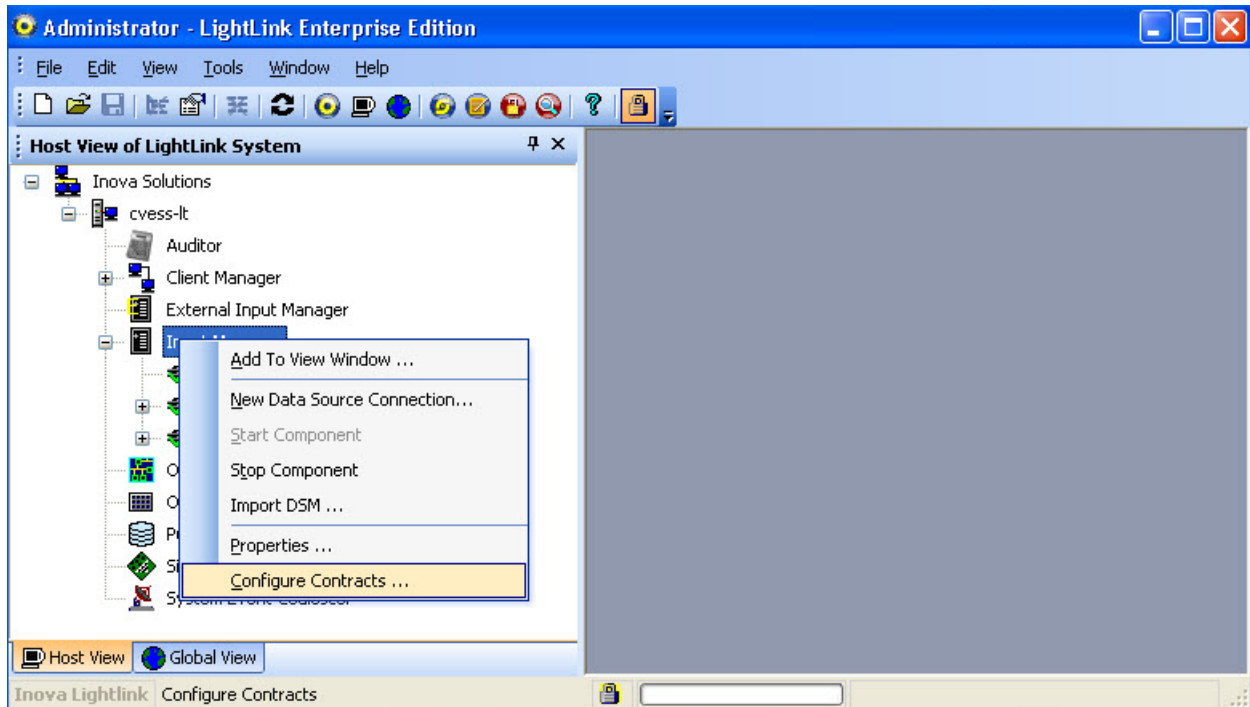 Administrator - LightLink Enterprise Edition
File Edit View Tools Window Help
Host View of LightLink System
Inova Solutions
cvess-lt
Auditor
Client Manager
External Input Manager
Add To View Window ...
New Data Source Connection...
Start Component
Stop Component
Import DSM ...
Properties ...
Configure Contracts ...
Host View Global View
Inova Lightlink Configure Contracts